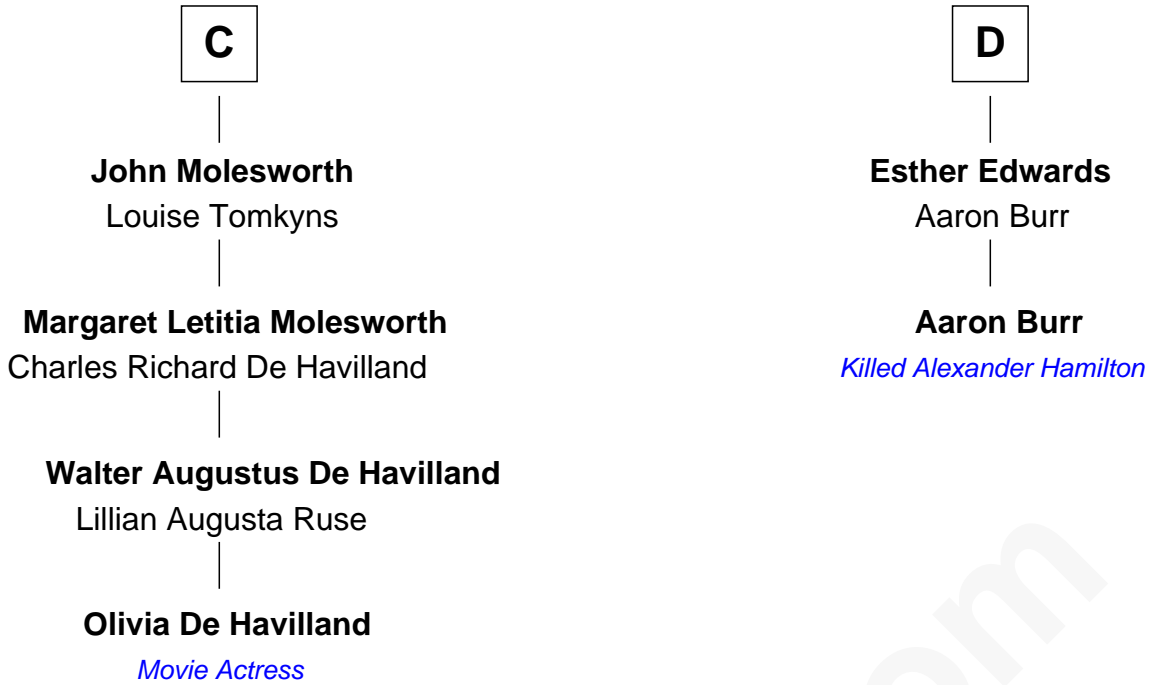 C
John Molesworth
Louise Tomkyns
Margaret Letitia Molesworth
Charles Richard De Havilland
Walter Augustus De Havilland
Lillian Augusta Ruse
Olivia De Havilland
Movie Actress
D
Esther Edwards
Aaron Burr
Aaron Burr
Killed Alexander Hamilton
om